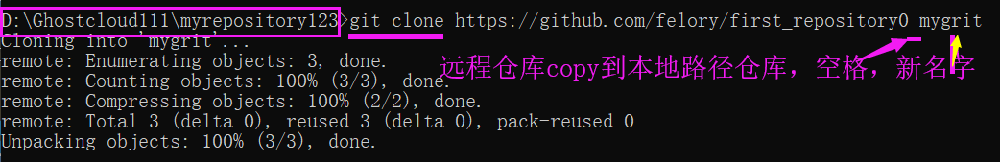 D:\Ghostcloud111\myrepository123>git clone https://github.com/felory/first_repository0 mygrit
Cloning into 'mygrit'...
remote: Enumerating objects: 3, done.
远程仓库copy到本地路径仓库，空格，新名字
remote: Counting objects: 100% (3/3), done.
remote: Compressing objects: 100% (2/2), done.
remote: Total 3 (delta 0), reused 3 (delta 0), pack-reused 0
Unpacking objects: 100% (3/3), done.